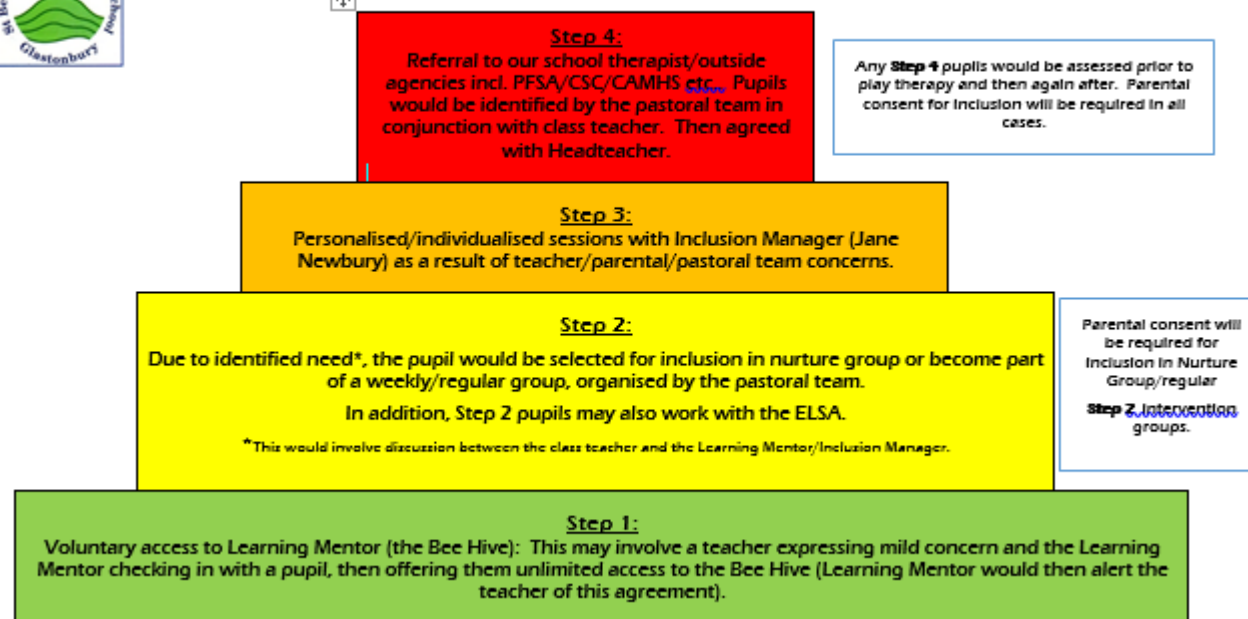 St Be
School
Glastonbury
Step 4:
Referral to our school therapist/outside
agencies incl. PFSA/CSC/CAMHS etc.. Pupils
would be identified by the pastoral team in
conjunction with class teacher. Then agreed
with Headteacher.
Any Step 4 pupils would be assessed prior to
play therapy and then again after. Parental
consent for inclusion will be required in all
cases.
Step 3:
Personalised/individualised sessions with Inclusion Manager (Jane
Newbury) as a result of teacher/parental/pastoral team concerns.
Step 2:
Due to identified need*, the pupil would be selected for inclusion in nurture group or become part
of a weekly/regular group, organised by the pastoral team.
In addition, Step 2 pupils may also work with the ELSA.
*This would involve discussion between the class teacher and the Learning Mentor/Inclusion Manager.
Parental consent will
be required for
inclusion in Nurture
Group/regular
Step 2 intervention
groups.
Step 1:
Voluntary access to Learning Mentor (the Bee Hive): This may involve a teacher expressing mild concern and the Learning
Mentor checking in with a pupil, then offering them unlimited access to the Bee Hive (Learning Mentor would then alert the
teacher of this agreement).